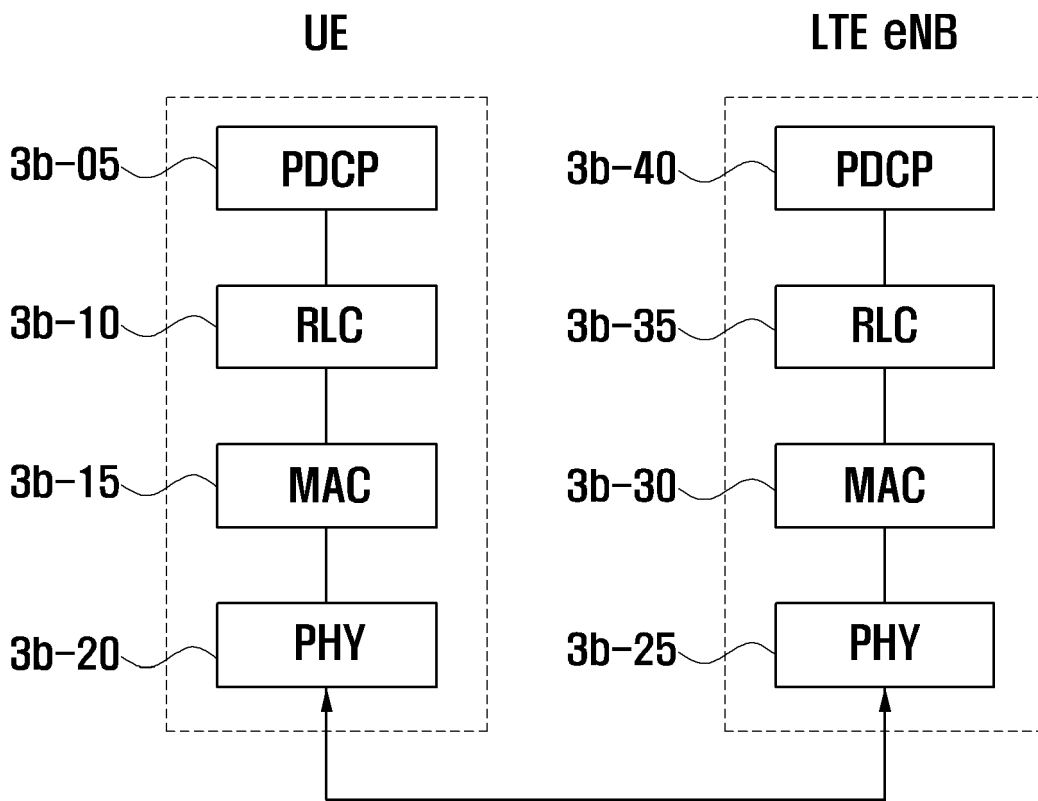 UE
LTE eNB
3b-05
PDCP
3b-40
PDCP
3b-10
RLC
3b-35
RLC
3b-15
MAC
3b-30
MAC
3b-20
PHY
3b-25
PHY